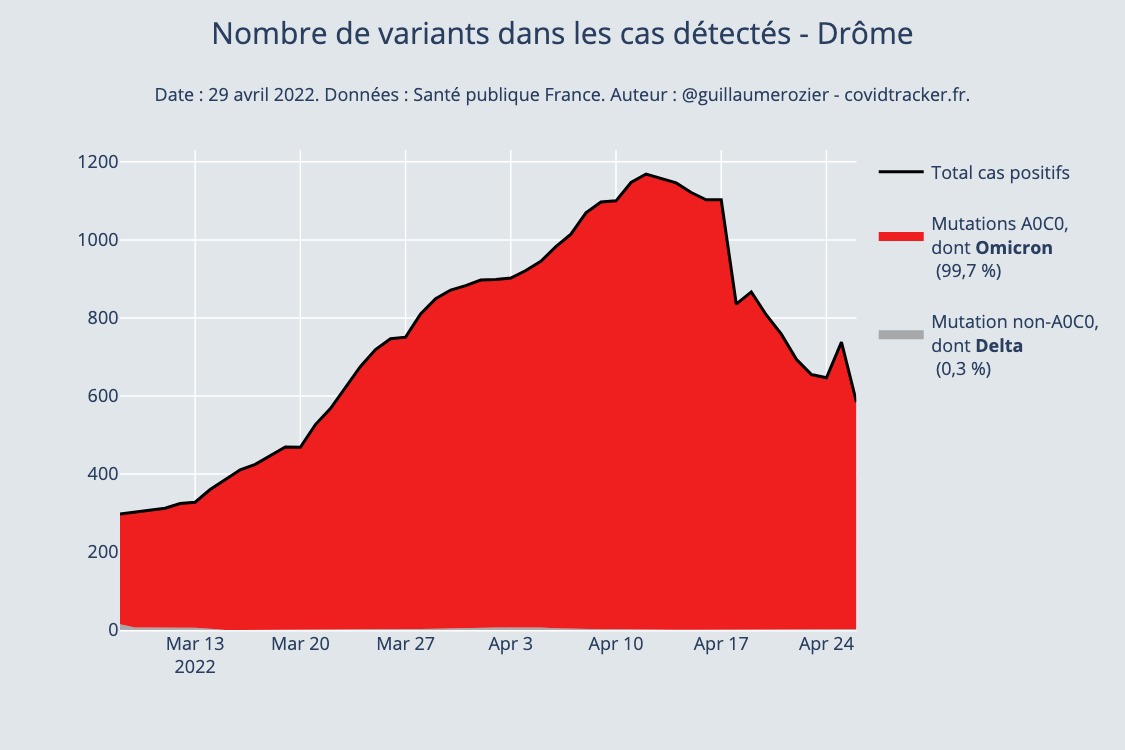 Nombre de variants dans les cas détectés - Drôme
Date : 29 avril 2022. Données : Santé publique France. Auteur : @guillaumerozier - covidtracker.fr.
1200
1000
800
600
400
200
0
Mar 13
2022
Mar 20
Mar 27
Apr 3
Apr 10
Apr 17
Apr 24
Total cas positifs
Mutations A0C0,
dont Omicron
(99,7 %)
Mutation non-A0C0,
dont Delta
(0,3 %)